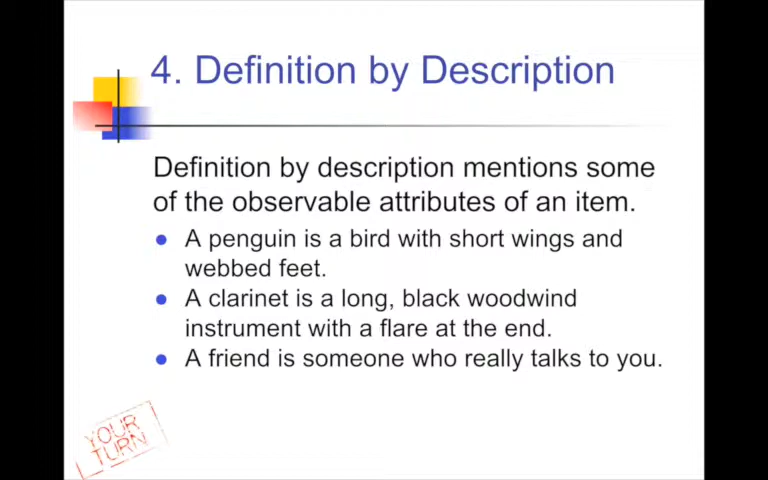 4. Definition by Description
Definition by description mentions some
of the observable attributes of an item.
A penguin is a bird with short wings and
webbed feet.
A clarinet is a long, black woodwind
instrument with a flare at the end.
A friend is someone who really talks to you.
YOUR
TURN